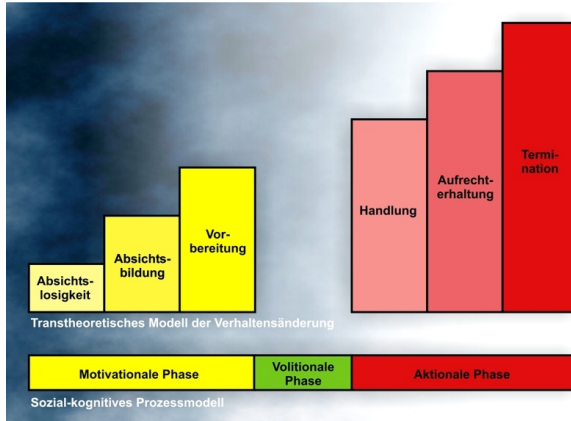 Absichts-
losigkeit
Absichts-
bildung
Vor-
bereitung
Handlung
Aufrecht-
erhaltung
Termi-
nation
Transtheoretisches Modell der Verhaltensänderung
Motivationale Phase
Volitionale
Phase
Aktionale Phase
Sozial-kognitives Prozessmodell